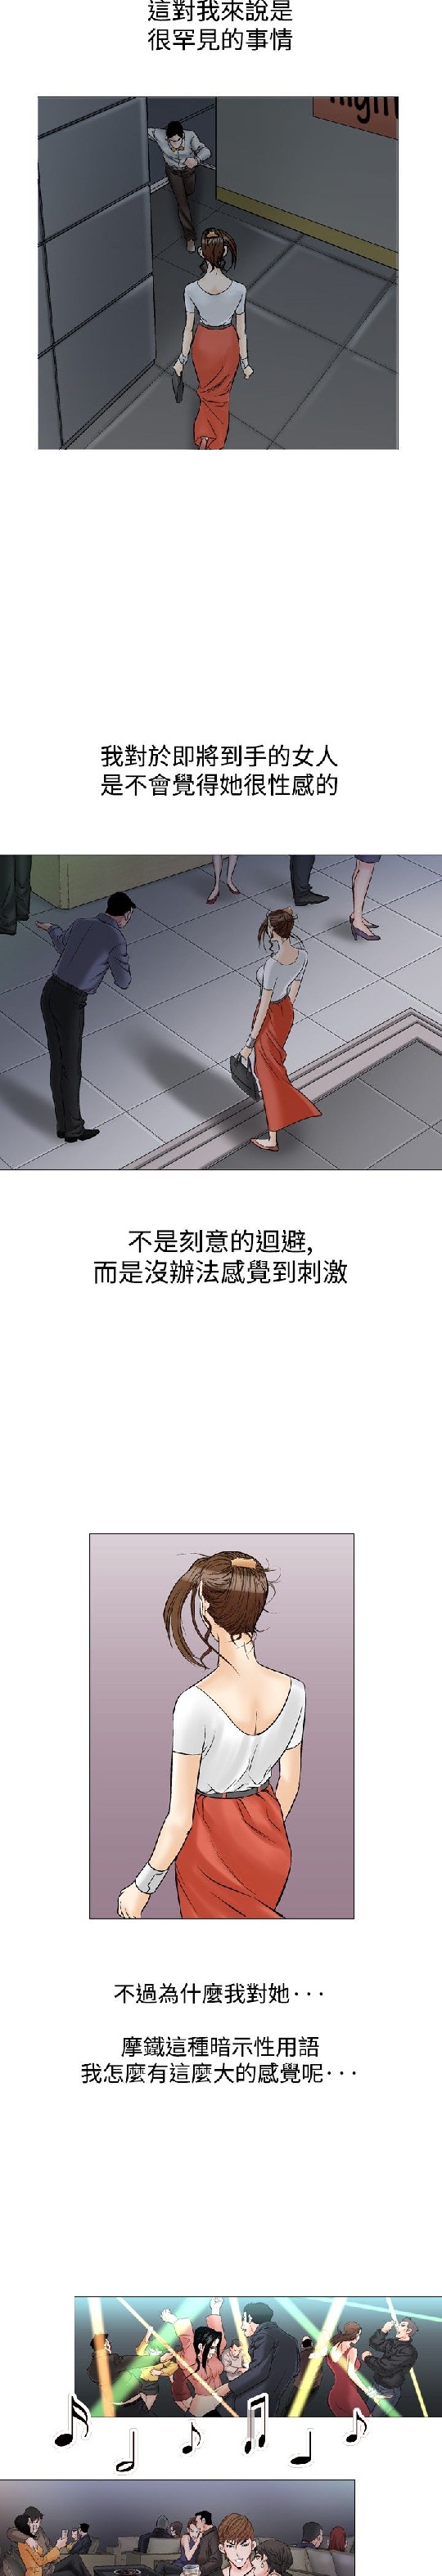 這對我來說是
很罕見的事情
我對於即將到手的女人
是不會覺得她很性感的
不是刻意的迴避,
而是沒辦法感覺到刺激
不過為什麼我對她···
摩鐵這種暗示性用語
我怎麼有這麼大的感覺呢···